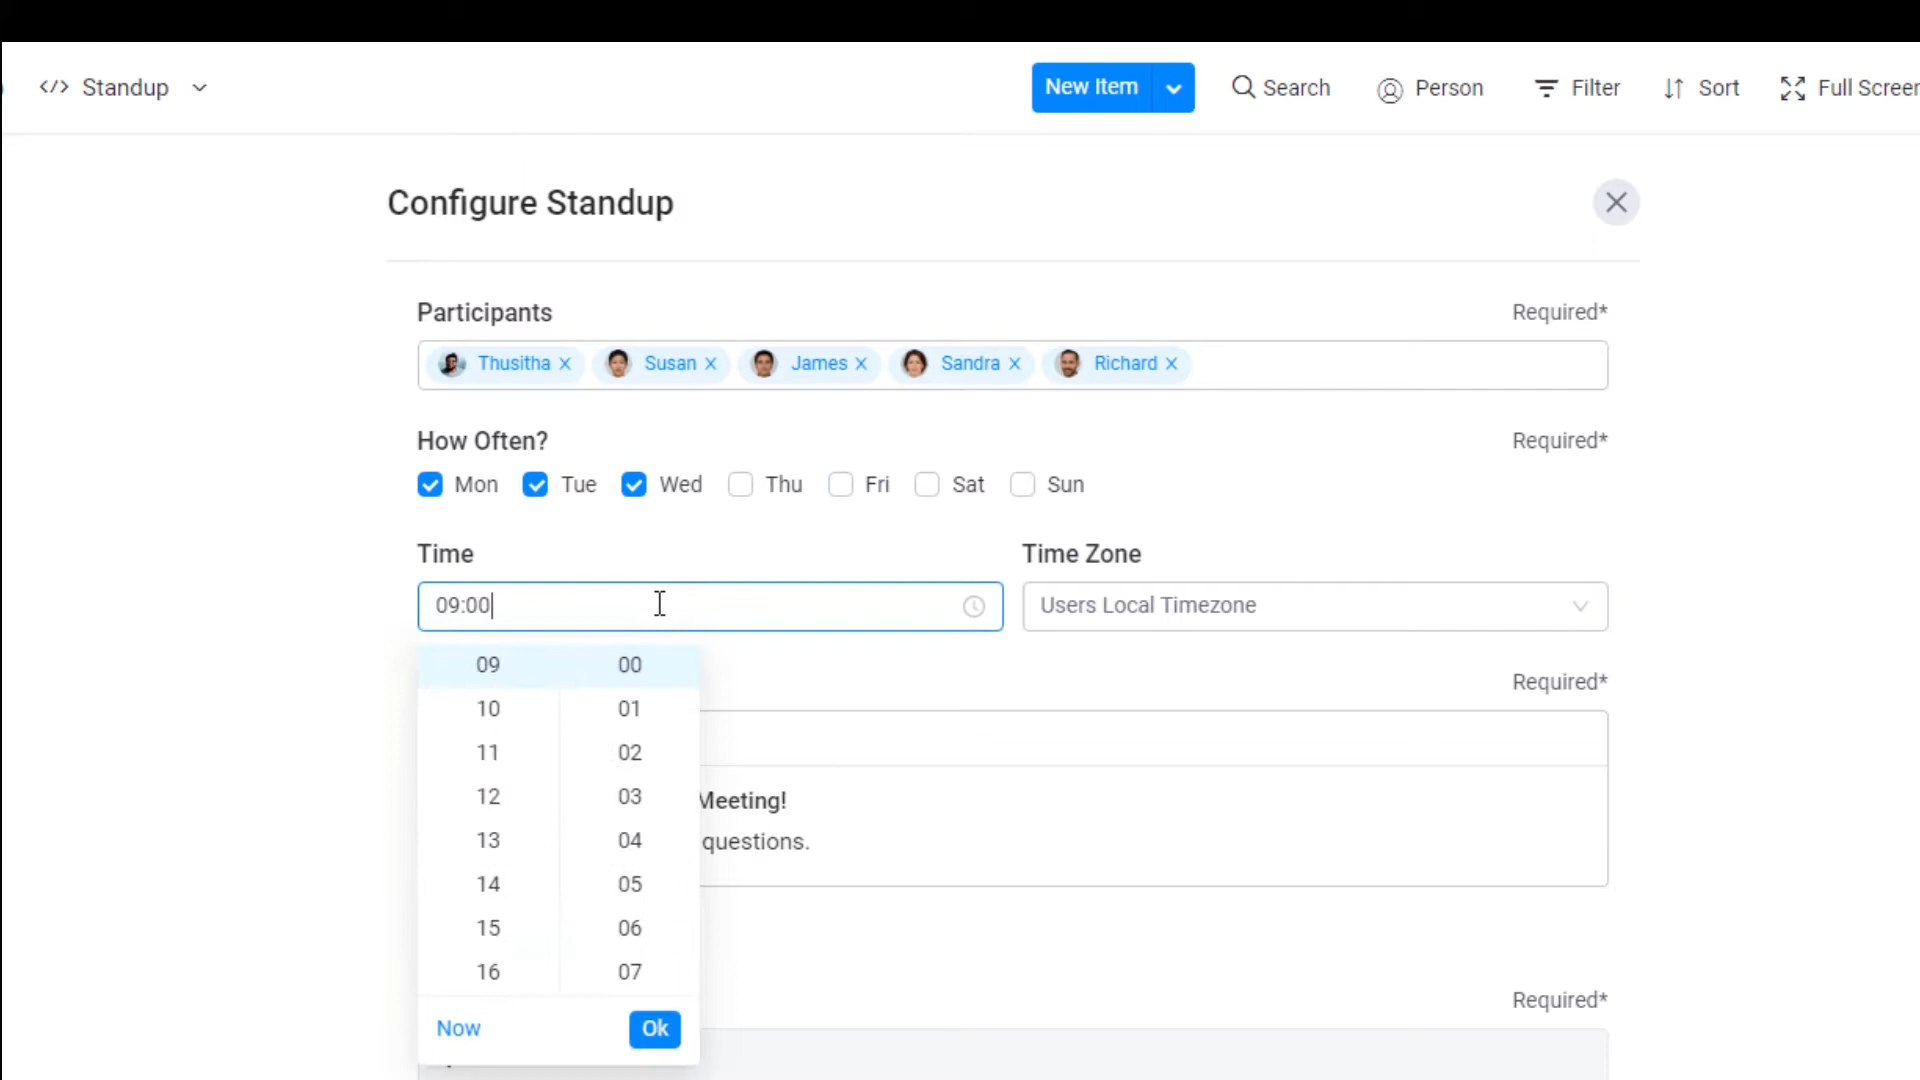 </> Standup
New Item Search Person Filter Sort Full Screen
Configure Standup
Participants Required*
Thusitha Susan James Sandra Richard
How Often? Required*
Mon Tue Wed Thu Fri Sat Sun
Time Time Zone
09:00 Users Local Timezone
09 00
Required*
10 01
11 02
12 03
Meeting!
13 04
questions.
14 05
15 06
16 07
Required*
Now Ok